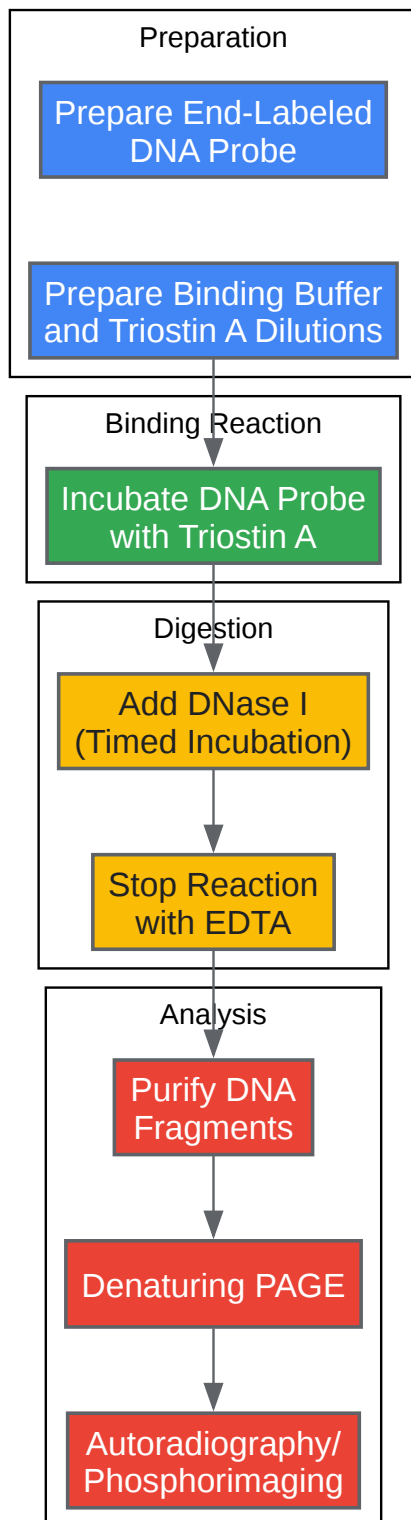 Preparation
Prepare End-Labeled
DNA Probe
Prepare Binding Buffer
and Triostin A Dilutions
Binding Reaction
Incubate DNA Probe
with Triostin A
Digestion
Add DNase I
(Timed Incubation)
Stop Reaction
with EDTA
Analysis
Purify DNA
Fragments
Denaturing PAGE
Autoradiography/
Phosphorimaging